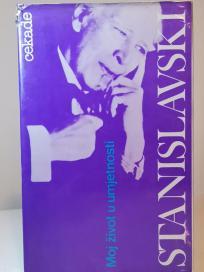 cekade
Moj život u umjetnosti
STANISLAVSKI